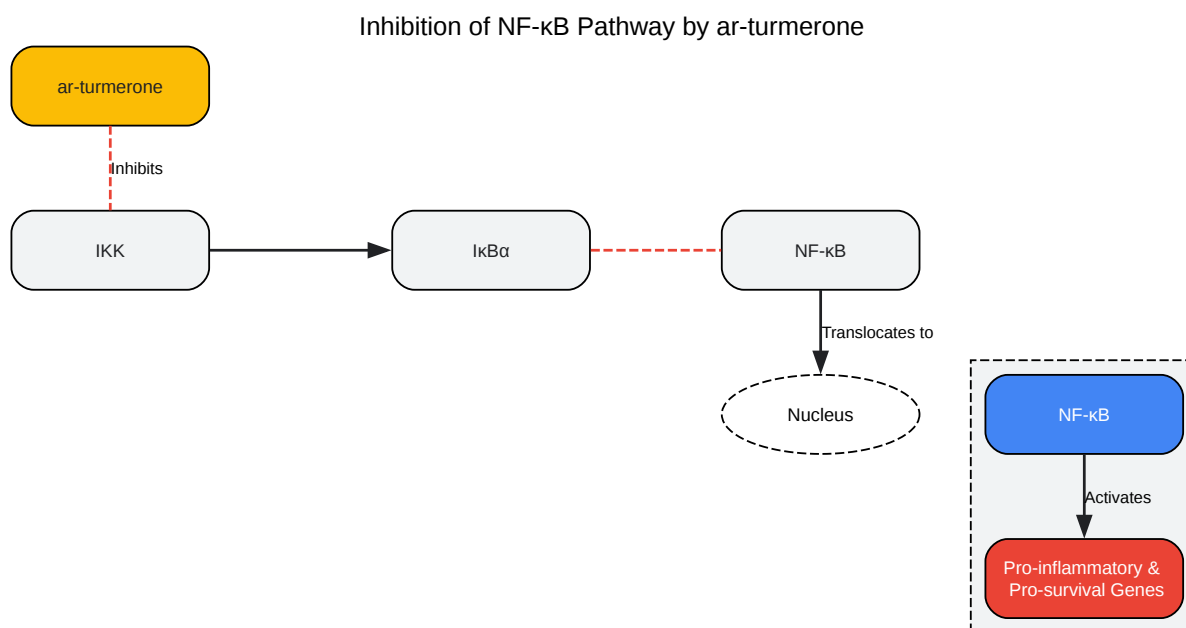 Inhibition of NF-κB Pathway by ar-turmerone
ar-turmerone
Inhibits
IKK
IκBα
NF-κB
Translocates to
Nucleus
NF-κB
Activates
Pro-inflammatory &
Pro-survival Genes